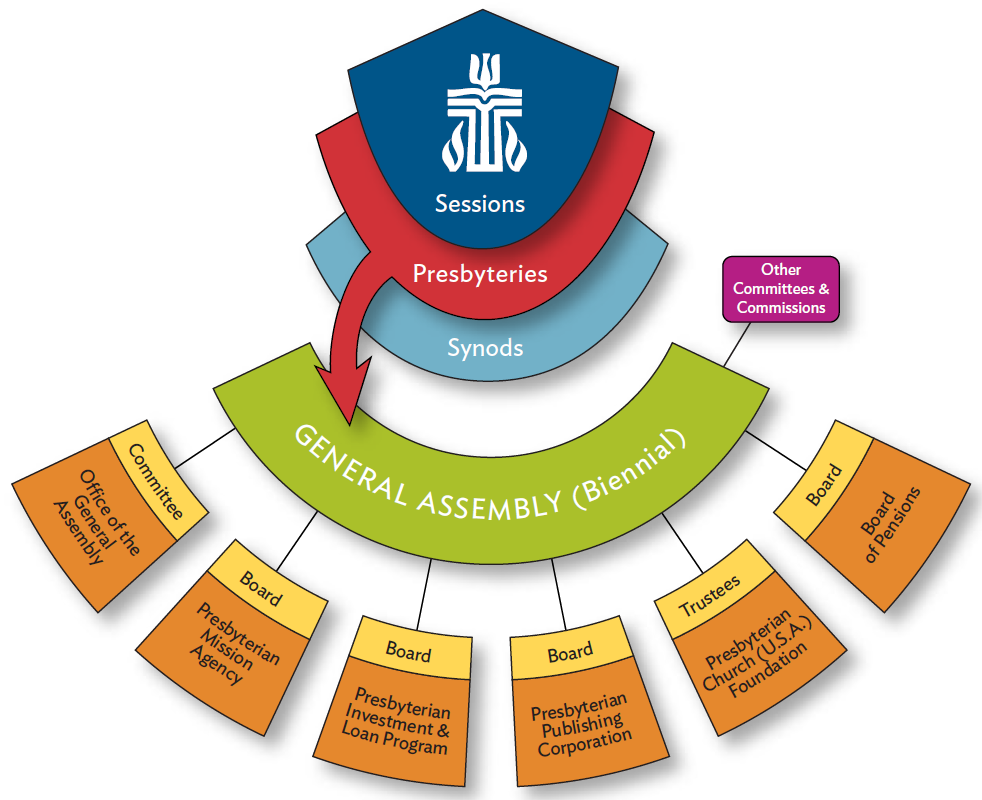 Sessions
Presbyteries
Synods
Other
Committees &
Commissions
GENERAL ASSEMBLY (Biennial)
Committee
Office of the
General
Assembly
Board
Presbyterian
Mission
Agency
Board
Presbyterian
Investment &
Loan Program
Board
Presbyterian
Publishing
Corporation
Trustees
Presbyterian
Church (U.S.A.)
Foundation
Board
Board
of Pensions